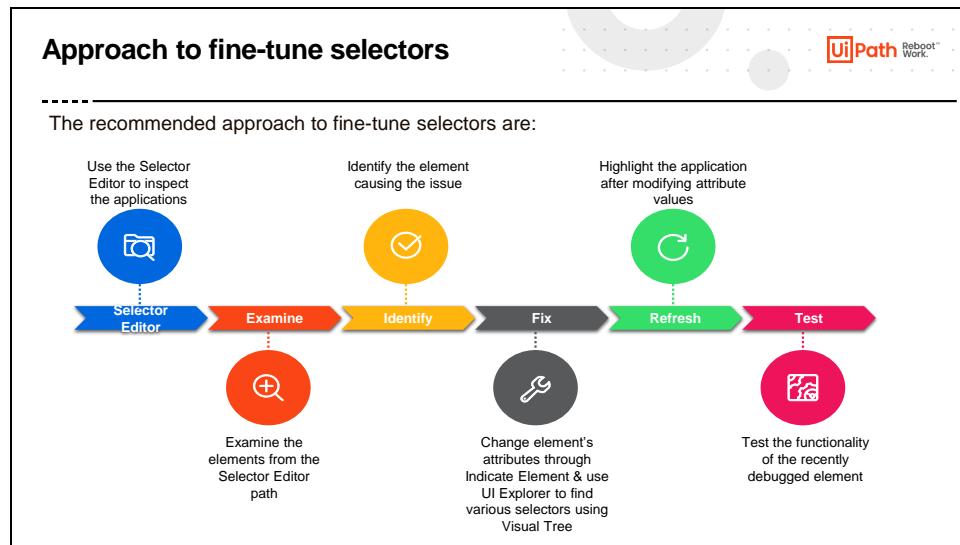 Approach to fine-tune selectors
UiPath Reboot™
Work.
The recommended approach to fine-tune selectors are:
Use the Selector
Editor to inspect
the applications
Identify the element
causing the issue
Highlight the application
after modifying attribute
values
Selector
Editor
Examine
Identify
Fix
Refresh
Test
Examine the
elements from the
Selector Editor
path
Change element’s
attributes through
Indicate Element & use
UI Explorer to find
various selectors using
Visual Tree
Test the functionality
of the recently
debugged element